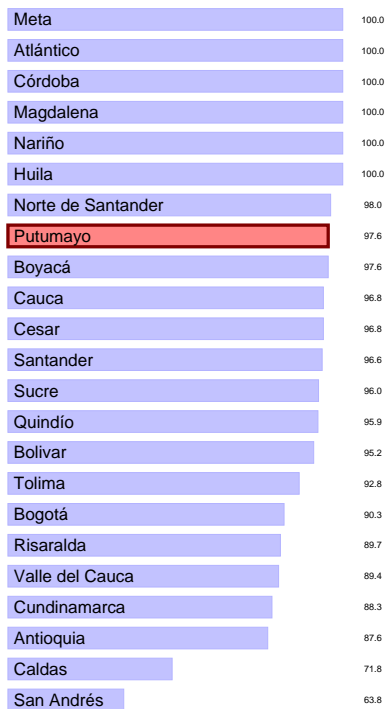 Meta 100.0
Atlántico 100.0
Córdoba 100.0
Magdalena 100.0
Nariño 100.0
Huila 100.0
Norte de Santander 98.0
Putumayo 97.6
Boyacá 97.6
Cauca 96.8
Cesar 96.8
Santander 96.6
Sucre 96.0
Quindío 95.9
Bolivar 95.2
Tolima 92.8
Bogotá 90.3
Risaralda 89.7
Valle del Cauca 89.4
Cundinamarca 88.3
Antioquia 87.6
Caldas 71.8
San Andrés 63.8